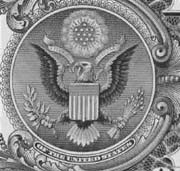 OF THE UNITED STATES